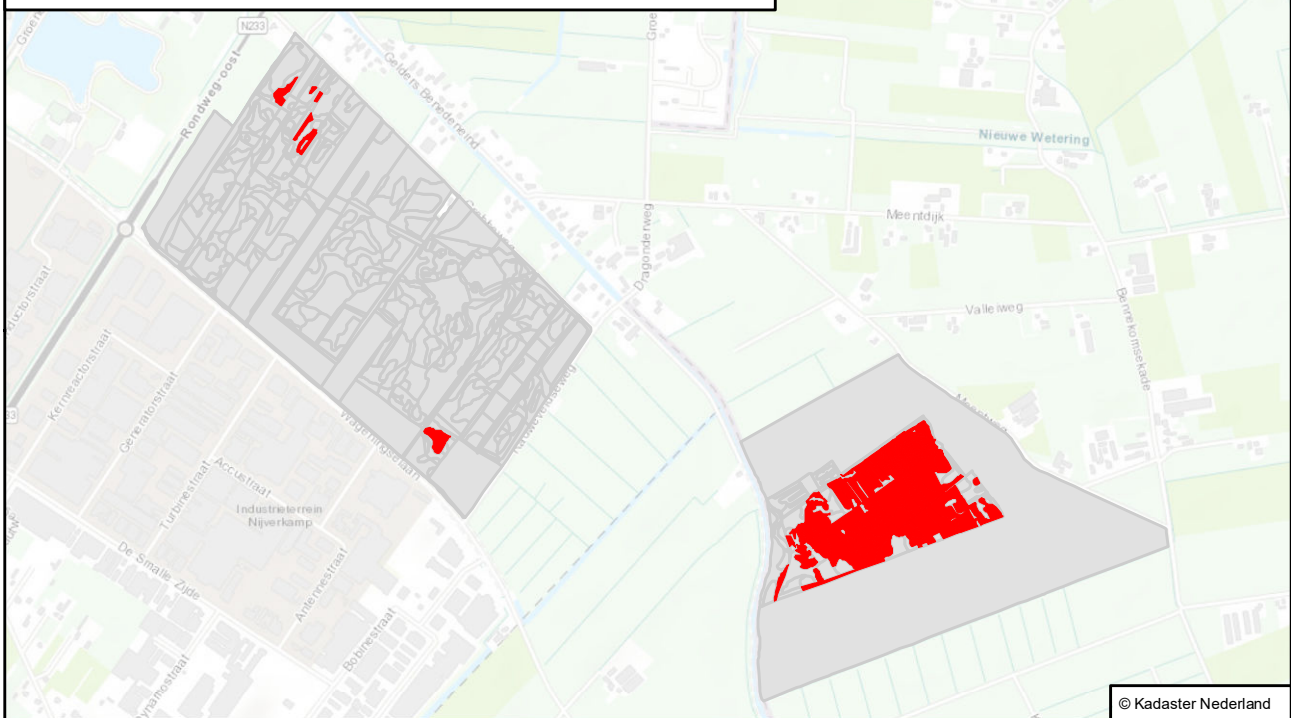 N233
Rondweg-oost
Gelders Benedeneind
Nieuwe Wetering
Meentdijk
Dragonderweg
Valleiweg
Bennekomsekade
Kernreactorstraat
Generatorstraat
Accustraat
Turbinestraat
Wageningselaan
Industrieterrein
Nijverkamp
De Smalle Zijde
Antennestraat
Bobinestraat
Dynamostraat
© Kadaster Nederland